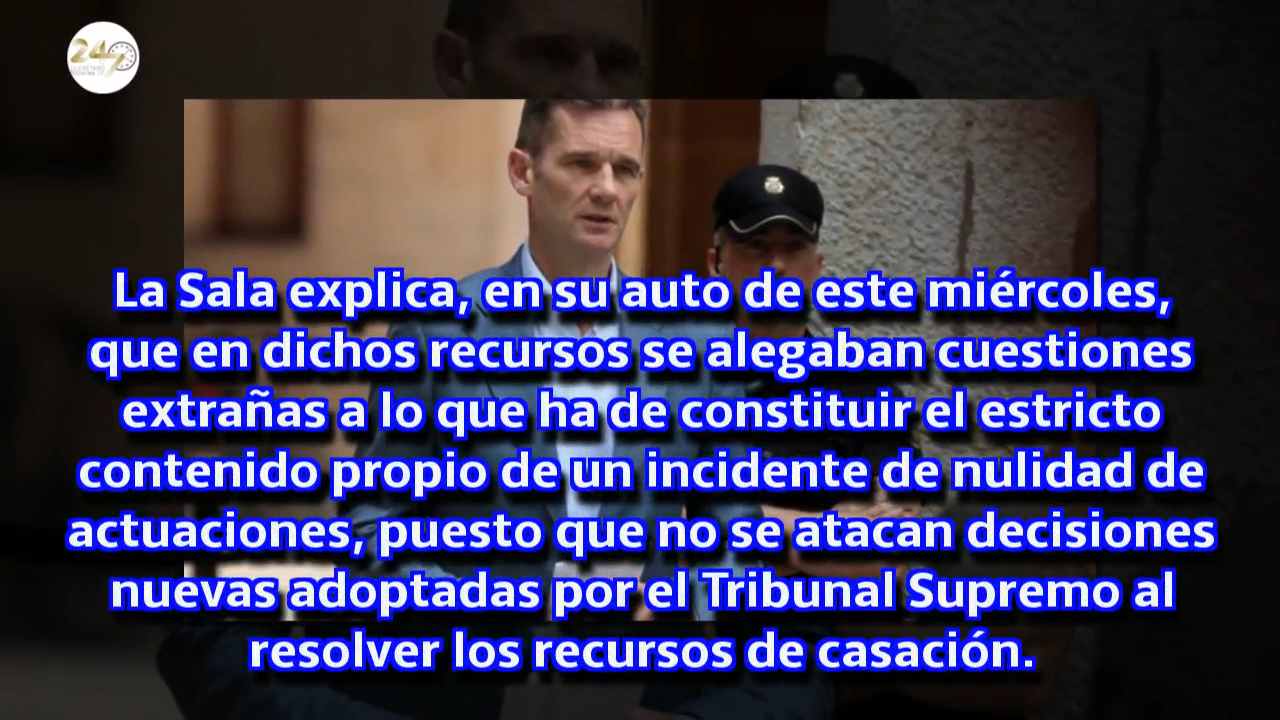 24/7
La Sala explica, en su auto de este miércoles,
que en dichos recursos se alegaban cuestiones
extrañas a lo que ha de constituir el estricto
contenido propio de un incidente de nulidad de
actuaciones, puesto que no se atacan decisiones
nuevas adoptadas por el Tribunal Supremo al
resolver los recursos de casación.